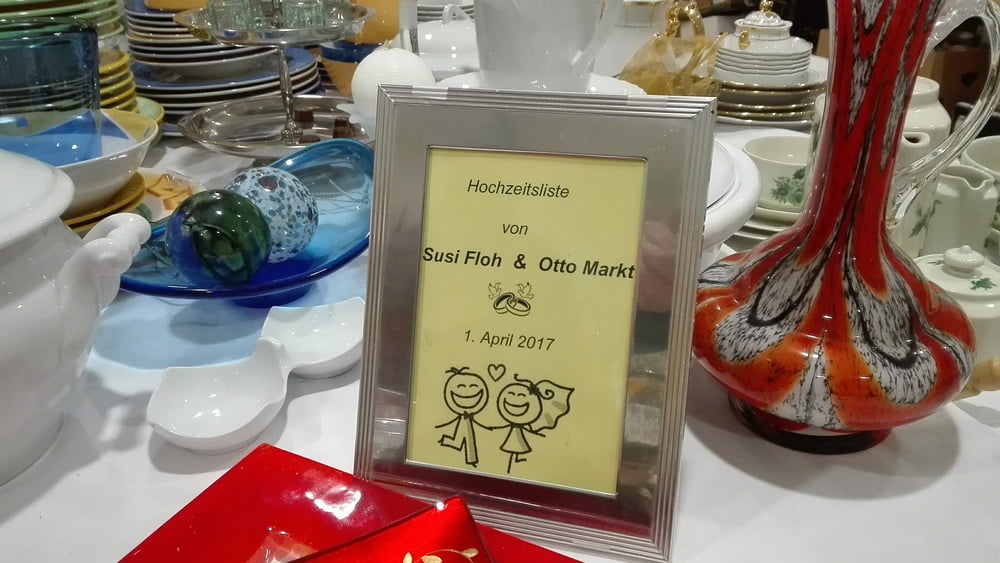 Hochzeitsliste
von
Susi Floh & Otto Markt
1. April 2017